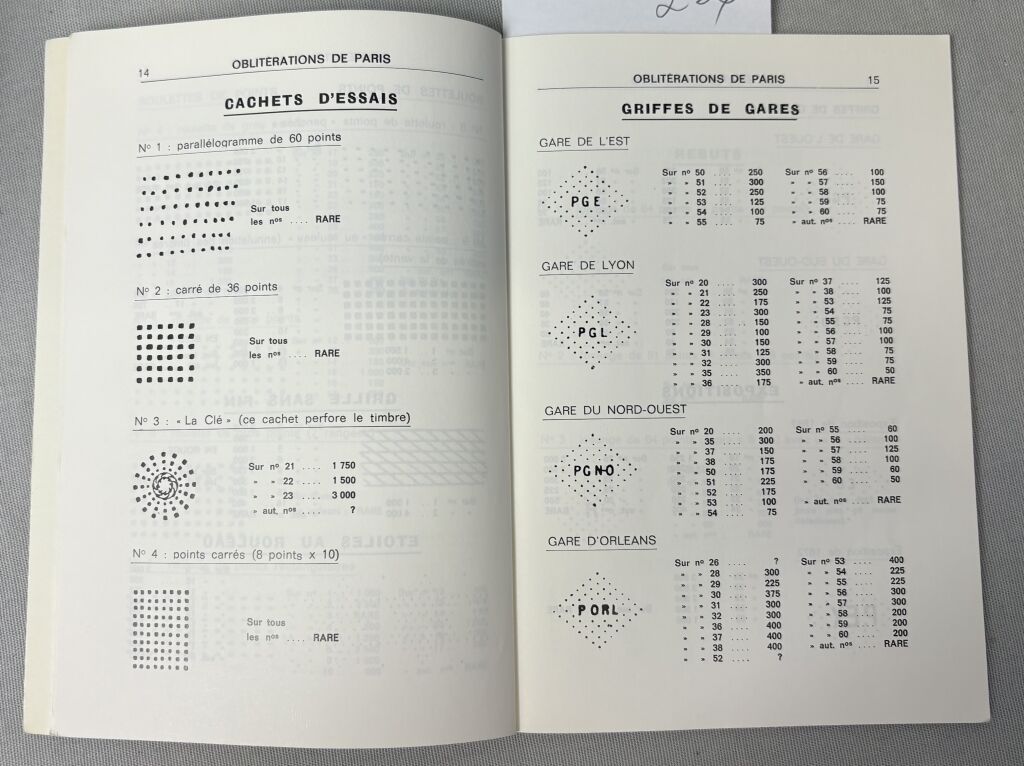 14 OBLITÉRATIONS DE PARIS
CACHETS D'ESSAIS
Nº 1 : parallélogramme de 60 points
Sur tous
les nos .... RARE
Nº 2 : carré de 36 points
Sur tous
les nos .... RARE
Nº 3 : « La Clé » (ce cachet perfore le timbre)
Sur nº 21 .... 1 750
» » 22 .... 1 500
» » 23 .... 3 000
» aut. nos .... ?
Nº 4 : points carrés (8 points x 10)
Sur tous
les nos .... RARE
OBLITÉRATIONS DE PARIS 15
GRIFFES DE GARES
GARE DE L'EST
PGE
Sur nº 50 .... 250
» » 51 .... 300
» » 52 .... 250
» » 53 .... 125
» » 54 .... 100
» » 55 .... 75
Sur nº 56 .... 100
» » 57 .... 150
» » 58 .... 100
» » 59 .... 75
» » 60 .... 75
» aut. nos .... RARE
GARE DE LYON
PGL
Sur nº 20 .... 300
» » 21 .... 250
» » 22 .... 175
» » 23 .... 300
» » 28 .... 150
» » 29 .... 100
» » 30 .... 150
» » 31 .... 125
» » 32 .... 300
» » 35 .... 350
» » 36 .... 175
Sur nº 37 .... 125
» » 38 .... 100
» » 53 .... 125
» » 54 .... 75
» » 55 .... 75
» » 56 .... 100
» » 57 .... 100
» » 58 .... 75
» » 59 .... 75
» » 60 .... 50
» aut. nos .... RARE
GARE DU NORD-OUEST
PGNO
Sur nº 20 .... 200
» » 35 .... 300
» » 37 .... 150
» » 38 .... 175
» » 50 .... 175
» » 51 .... 225
» » 52 .... 175
» » 53 .... 100
» » 54 .... 75
Sur nº 55 .... 60
» » 56 .... 100
» » 57 .... 125
» » 58 .... 100
» » 59 .... 60
» » 60 .... 50
» aut. nos .... RARE
GARE D'ORLEANS
PORL
Sur nº 26 .... ?
» » 28 .... 300
» » 29 .... 225
» » 30 .... 375
» » 31 .... 300
» » 32 .... 300
» » 36 .... 400
» » 37 .... 400
» » 38 .... 400
» » 52 .... ?
Sur nº 53 .... 400
» » 54 .... 225
» » 55 .... 225
» » 56 .... 300
» » 57 .... 300
» » 58 .... 200
» » 59 .... 200
» » 60 .... 200
» aut. nos .... RARE